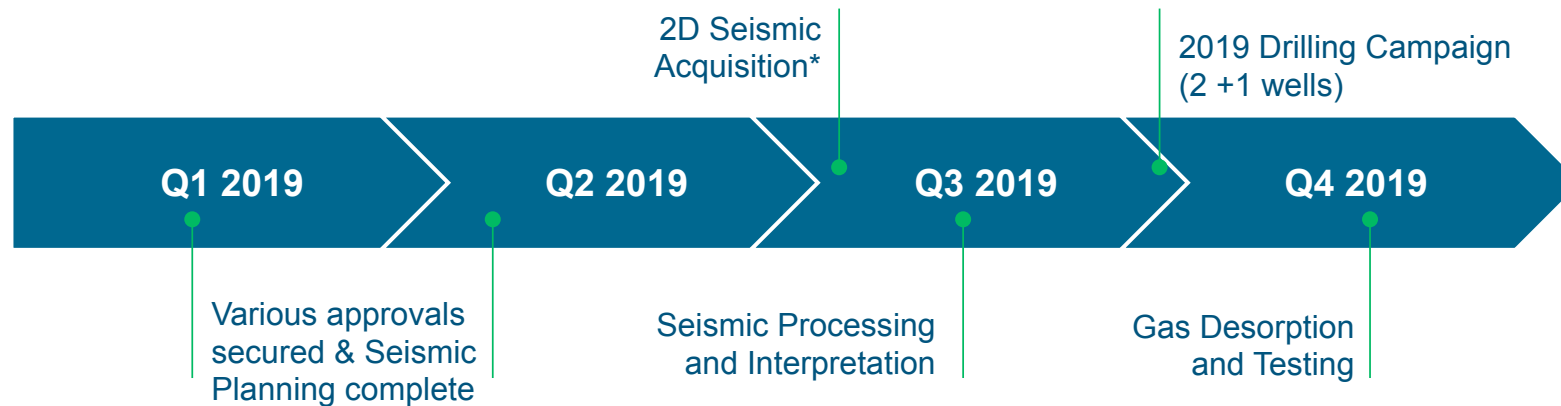 2D Seismic
Acquisition*
2019 Drilling Campaign
(2 +1 wells)
Q1 2019
Q2 2019
Q3 2019
Q4 2019
Various approvals
secured & Seismic
Planning complete
Seismic Processing
and Interpretation
Gas Desorption
and Testing